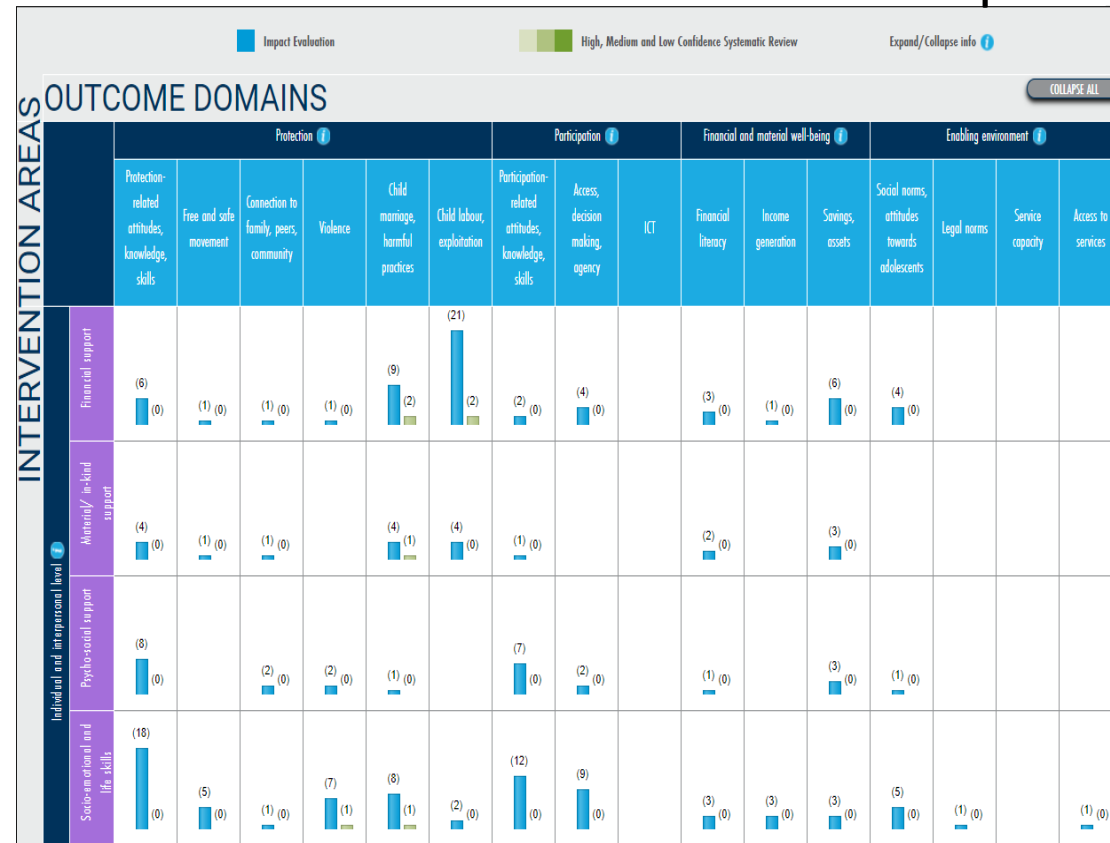 Impact Evaluation
High, Medium and Low Confidence Systematic Review
Expand/Collapse info i
OUTCOME DOMAINS
COLLAPSE ALL
INTERVENTION AREAS
Protection i
Participation i
Financial and material well-being i
Enabling environment i
Protection-
related
attitudes,
knowledge,
skills
Free and safe
movement
Connection to
family, peers,
community
Violence
Child
marriage,
harmful
practices
Child labour,
exploitation
Participation-
related
attitudes,
knowledge,
skills
Access,
decision
making,
agency
ICT
Financial
literacy
Income
generation
Savings,
assets
Social norms,
attitudes
towards
adolescents
Legal norms
Service
capacity
Access to
services
Individual and interpersonal level i
Financial support
(6) (0)
(1) (0)
(1) (0)
(1) (0)
(9) (2)
(21) (2)
(2) (0)
(4) (0)
(3) (0)
(1) (0)
(6) (0)
(4) (0)
Material/ in-kind
support
(4) (0)
(1) (0)
(1) (0)
(4) (1)
(4) (0)
(1) (0)
(2) (0)
(3) (0)
Psycho-social support
(8) (0)
(2) (0)
(2) (0)
(1) (0)
(7) (0)
(2) (0)
(1) (0)
(3) (0)
(1) (0)
Socio-emotional and
life skills
(18) (0)
(5) (0)
(1) (0)
(7) (1)
(8) (1)
(2) (0)
(12) (0)
(9) (0)
(3) (0)
(3) (0)
(3) (0)
(5) (0)
(1) (0)
(1) (0)